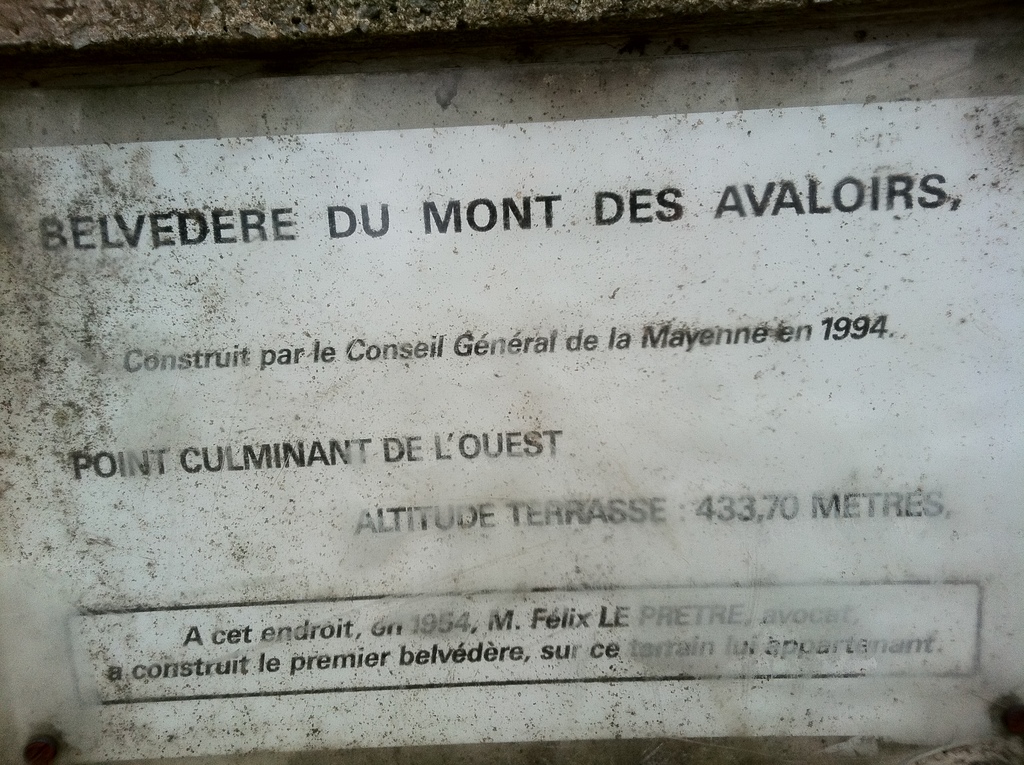 BELVEDERE DU MONT DES AVALOIRS,
Construit par le Conseil Général de la Mayenne en 1994.
POINT CULMINANT DE L'OUEST
ALTITUDE TERRASSE : 433,70 METRES,
A cet endroit, en 1954, M. Félix LE PRETRE, avocat,
a construit le premier belvédère, sur ce terrain lui appartenant.